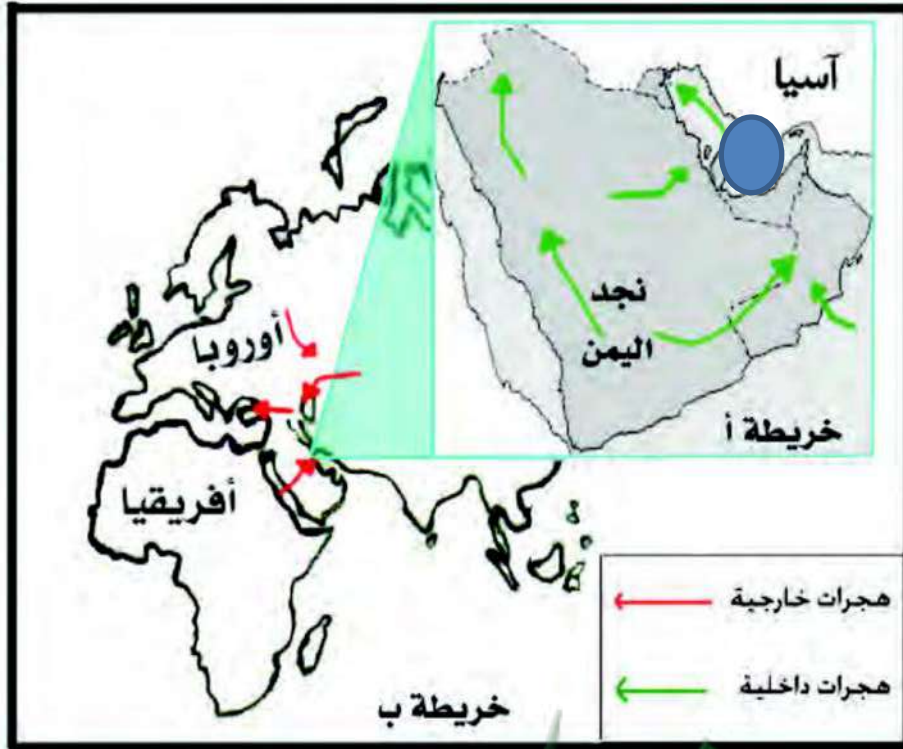 آسيا
نجد
اليمن
خريطة أ
أوروبا
أفريقيا
هجرات خارجية
هجرات داخلية
خريطة ب